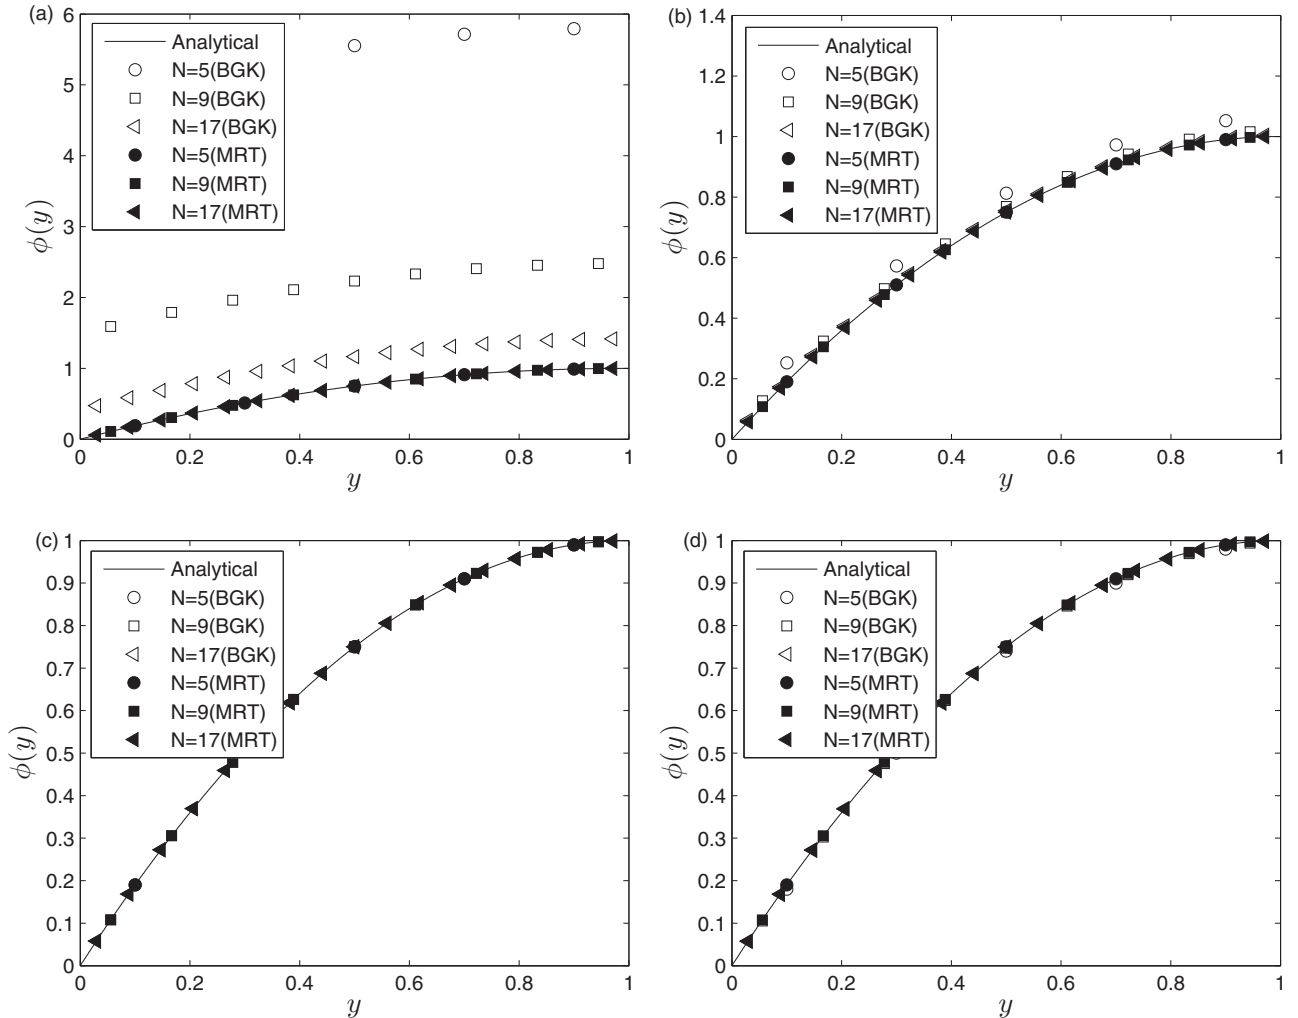 (a)
6
5
4
3
2
1
0
0 0.2 0.4 0.6 0.8 1
ϕ(y)
y
Analytical
N=5(BGK)
N=9(BGK)
N=17(BGK)
N=5(MRT)
N=9(MRT)
N=17(MRT)
(b)
1.4
1.2
1
0.8
0.6
0.4
0.2
0
0 0.2 0.4 0.6 0.8 1
ϕ(y)
y
Analytical
N=5(BGK)
N=9(BGK)
N=17(BGK)
N=5(MRT)
N=9(MRT)
N=17(MRT)
(c)
1
0.9
0.8
0.7
0.6
0.5
0.4
0.3
0.2
0.1
0
0 0.2 0.4 0.6 0.8 1
ϕ(y)
y
Analytical
N=5(BGK)
N=9(BGK)
N=17(BGK)
N=5(MRT)
N=9(MRT)
N=17(MRT)
(d)
1
0.9
0.8
0.7
0.6
0.5
0.4
0.3
0.2
0.1
0
0 0.2 0.4 0.6 0.8 1
ϕ(y)
y
Analytical
N=5(BGK)
N=9(BGK)
N=17(BGK)
N=5(MRT)
N=9(MRT)
N=17(MRT)